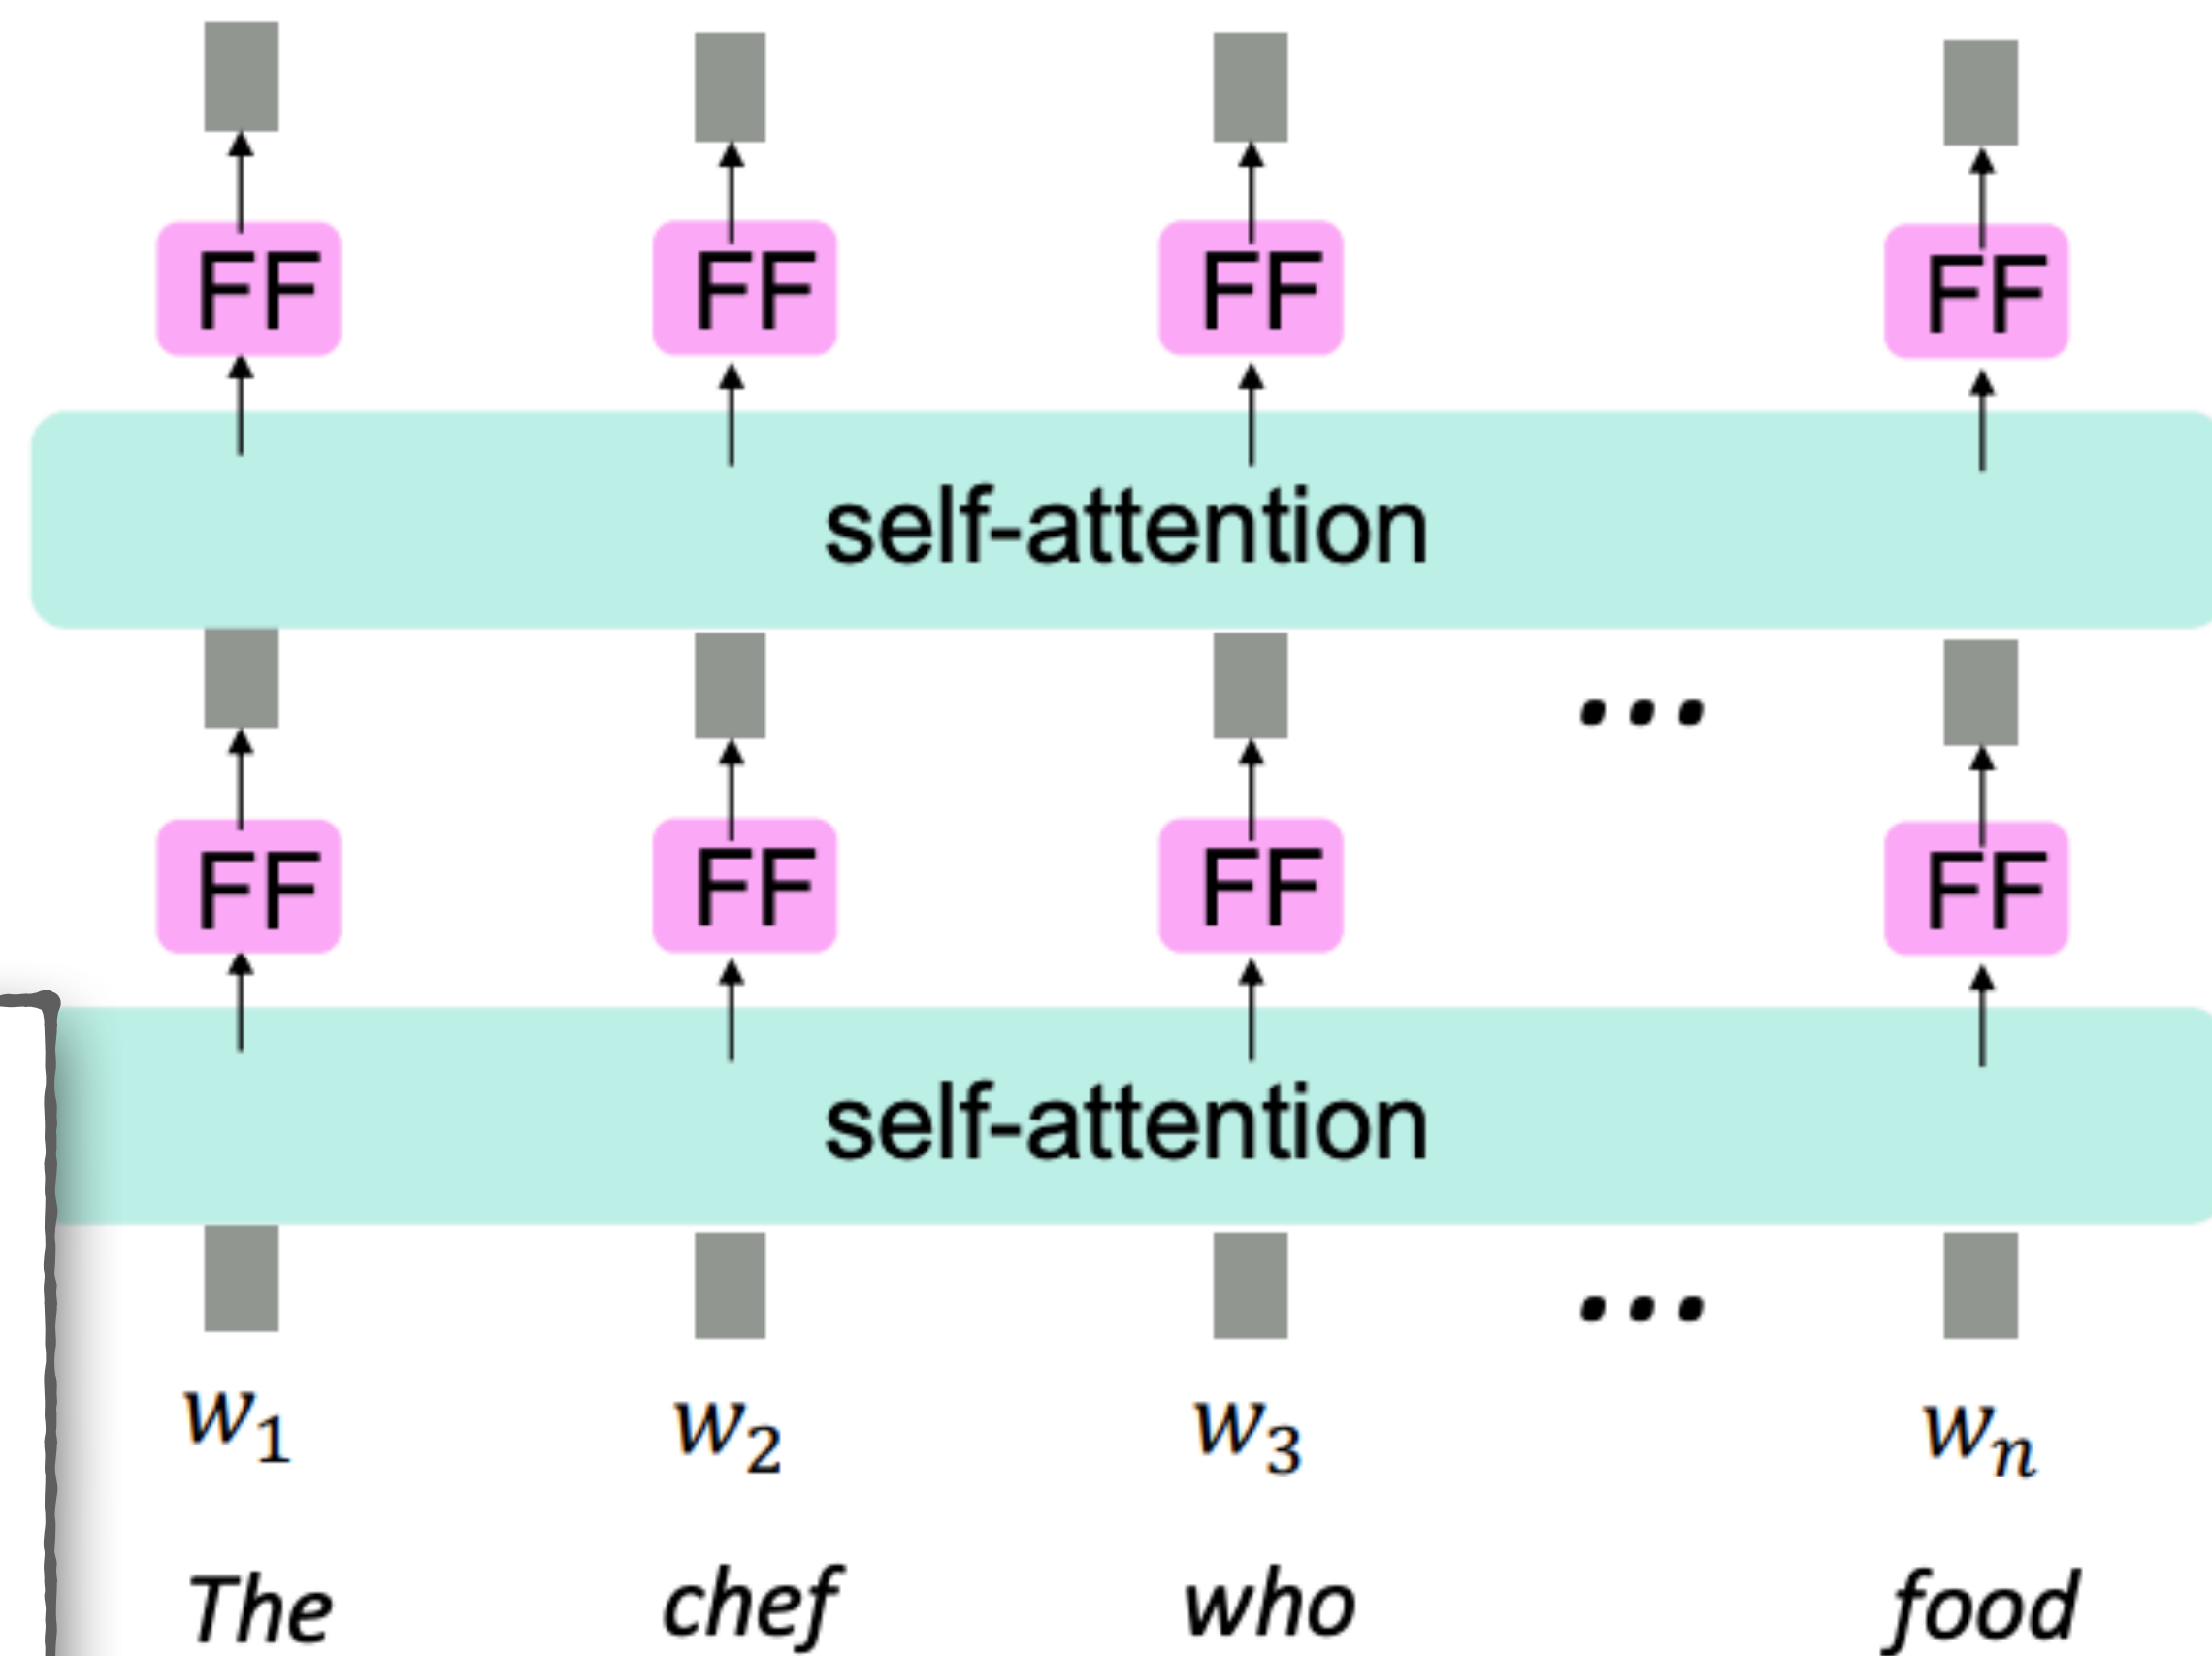 FF FF FF FF
self-attention
...
FF FF FF FF
self-attention
...
w₁ w₂ w₃ wₙ
The chef who food